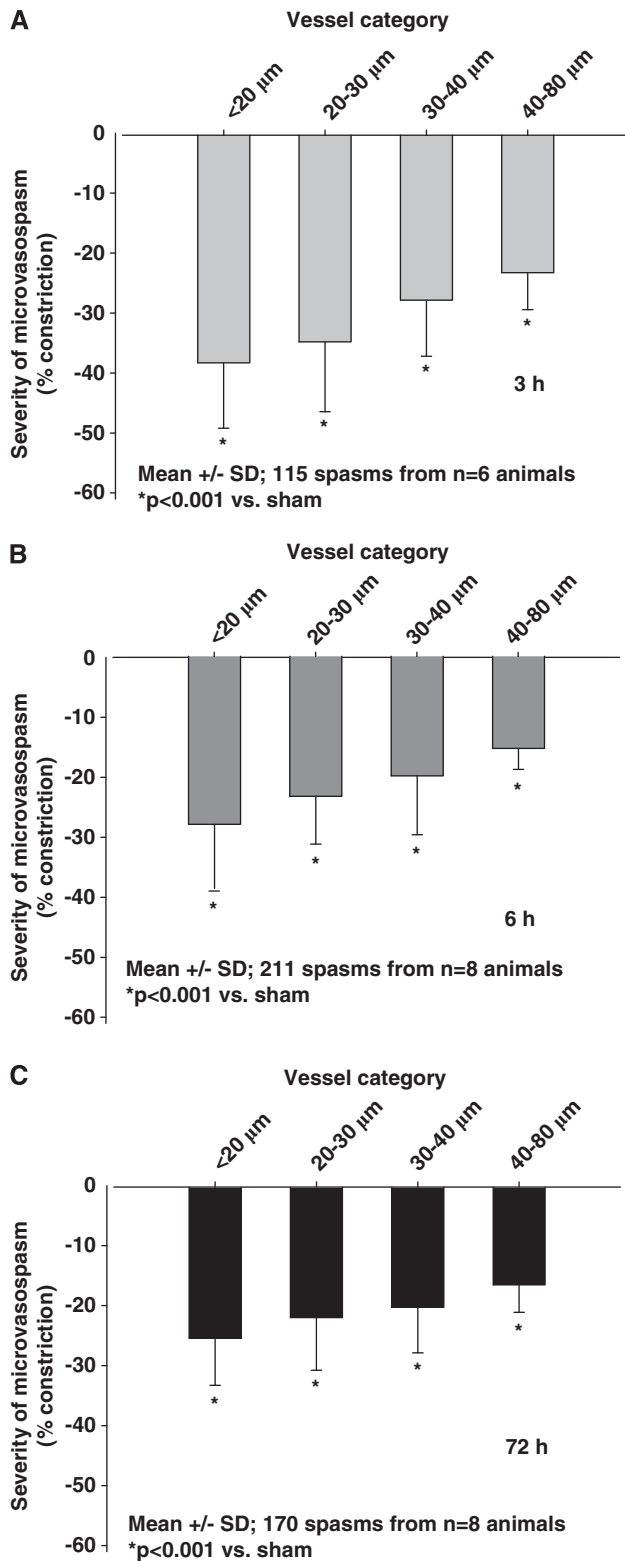 A
Vessel category
<20 µm
20-30 µm
30-40 µm
40-80 µm
Severity of microvasospasm
(% constriction)
0
-10
-20
-30
-40
-50
-60
*
*
*
*
3 h
Mean +/- SD; 115 spasms from n=6 animals
*p<0.001 vs. sham
B
Vessel category
<20 µm
20-30 µm
30-40 µm
40-80 µm
Severity of microvasospasm
(% constriction)
0
-10
-20
-30
-40
-50
-60
*
*
*
*
6 h
Mean +/- SD; 211 spasms from n=8 animals
*p<0.001 vs. sham
C
Vessel category
<20 µm
20-30 µm
30-40 µm
40-80 µm
Severity of microvasospasm
(% constriction)
0
-10
-20
-30
-40
-50
-60
*
*
*
*
72 h
Mean +/- SD; 170 spasms from n=8 animals
*p<0.001 vs. sham